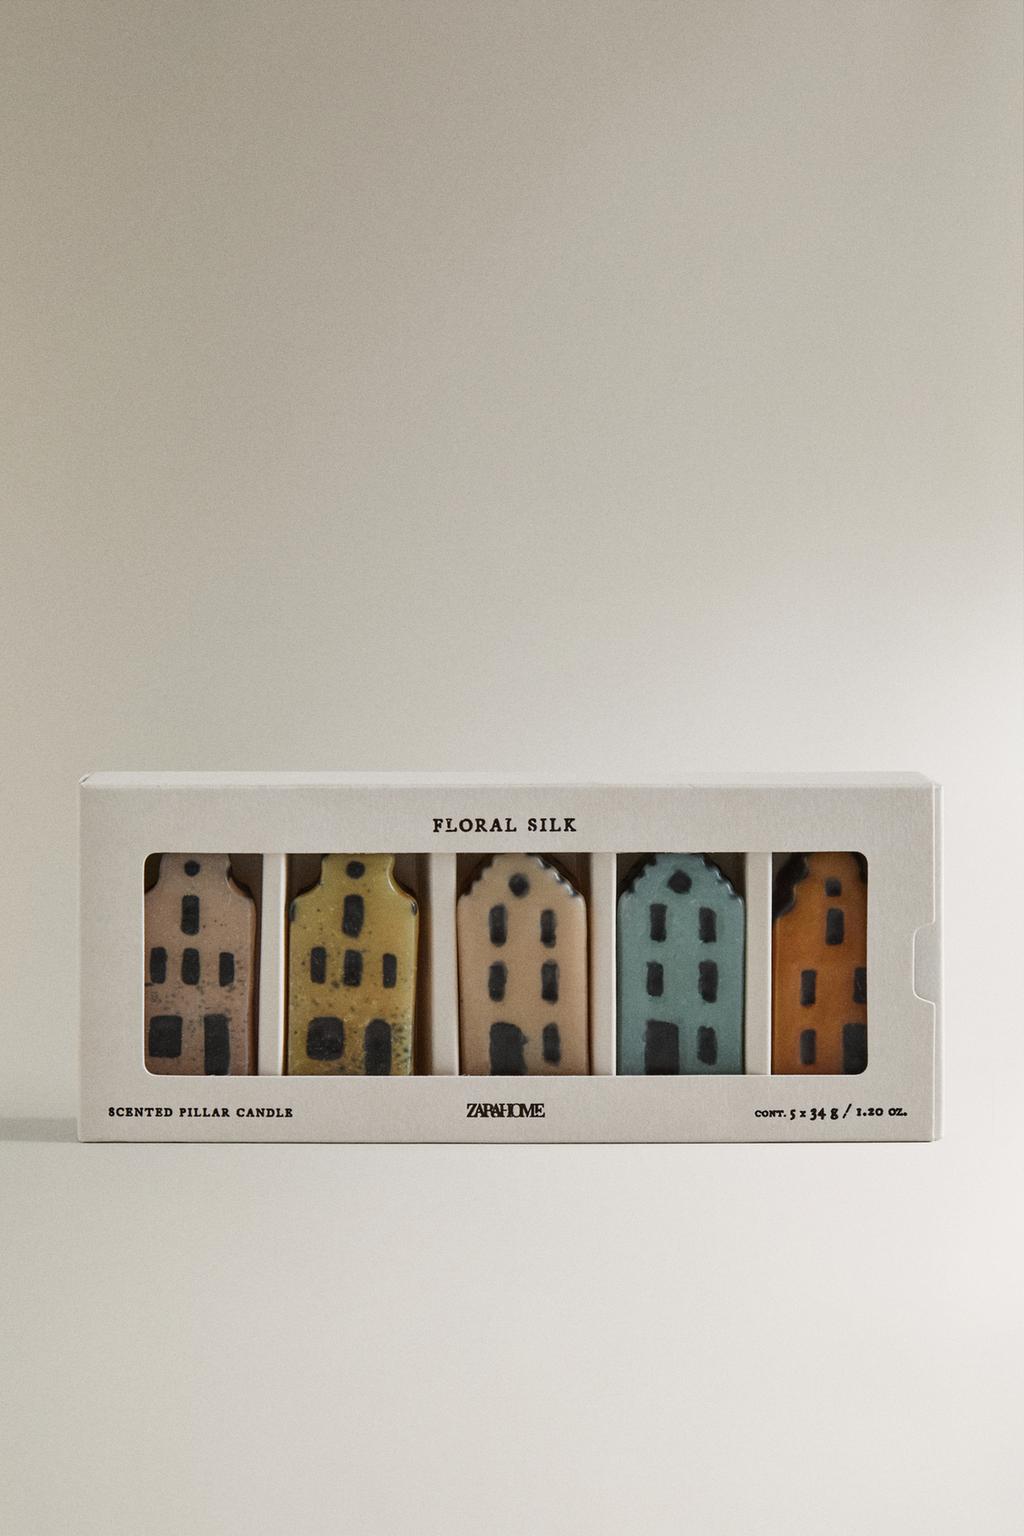 FLORAL SILK
SCENTED PILLAR CANDLE
ZARAHOME
CONT. 5 x 34 g / 1.20 OZ.